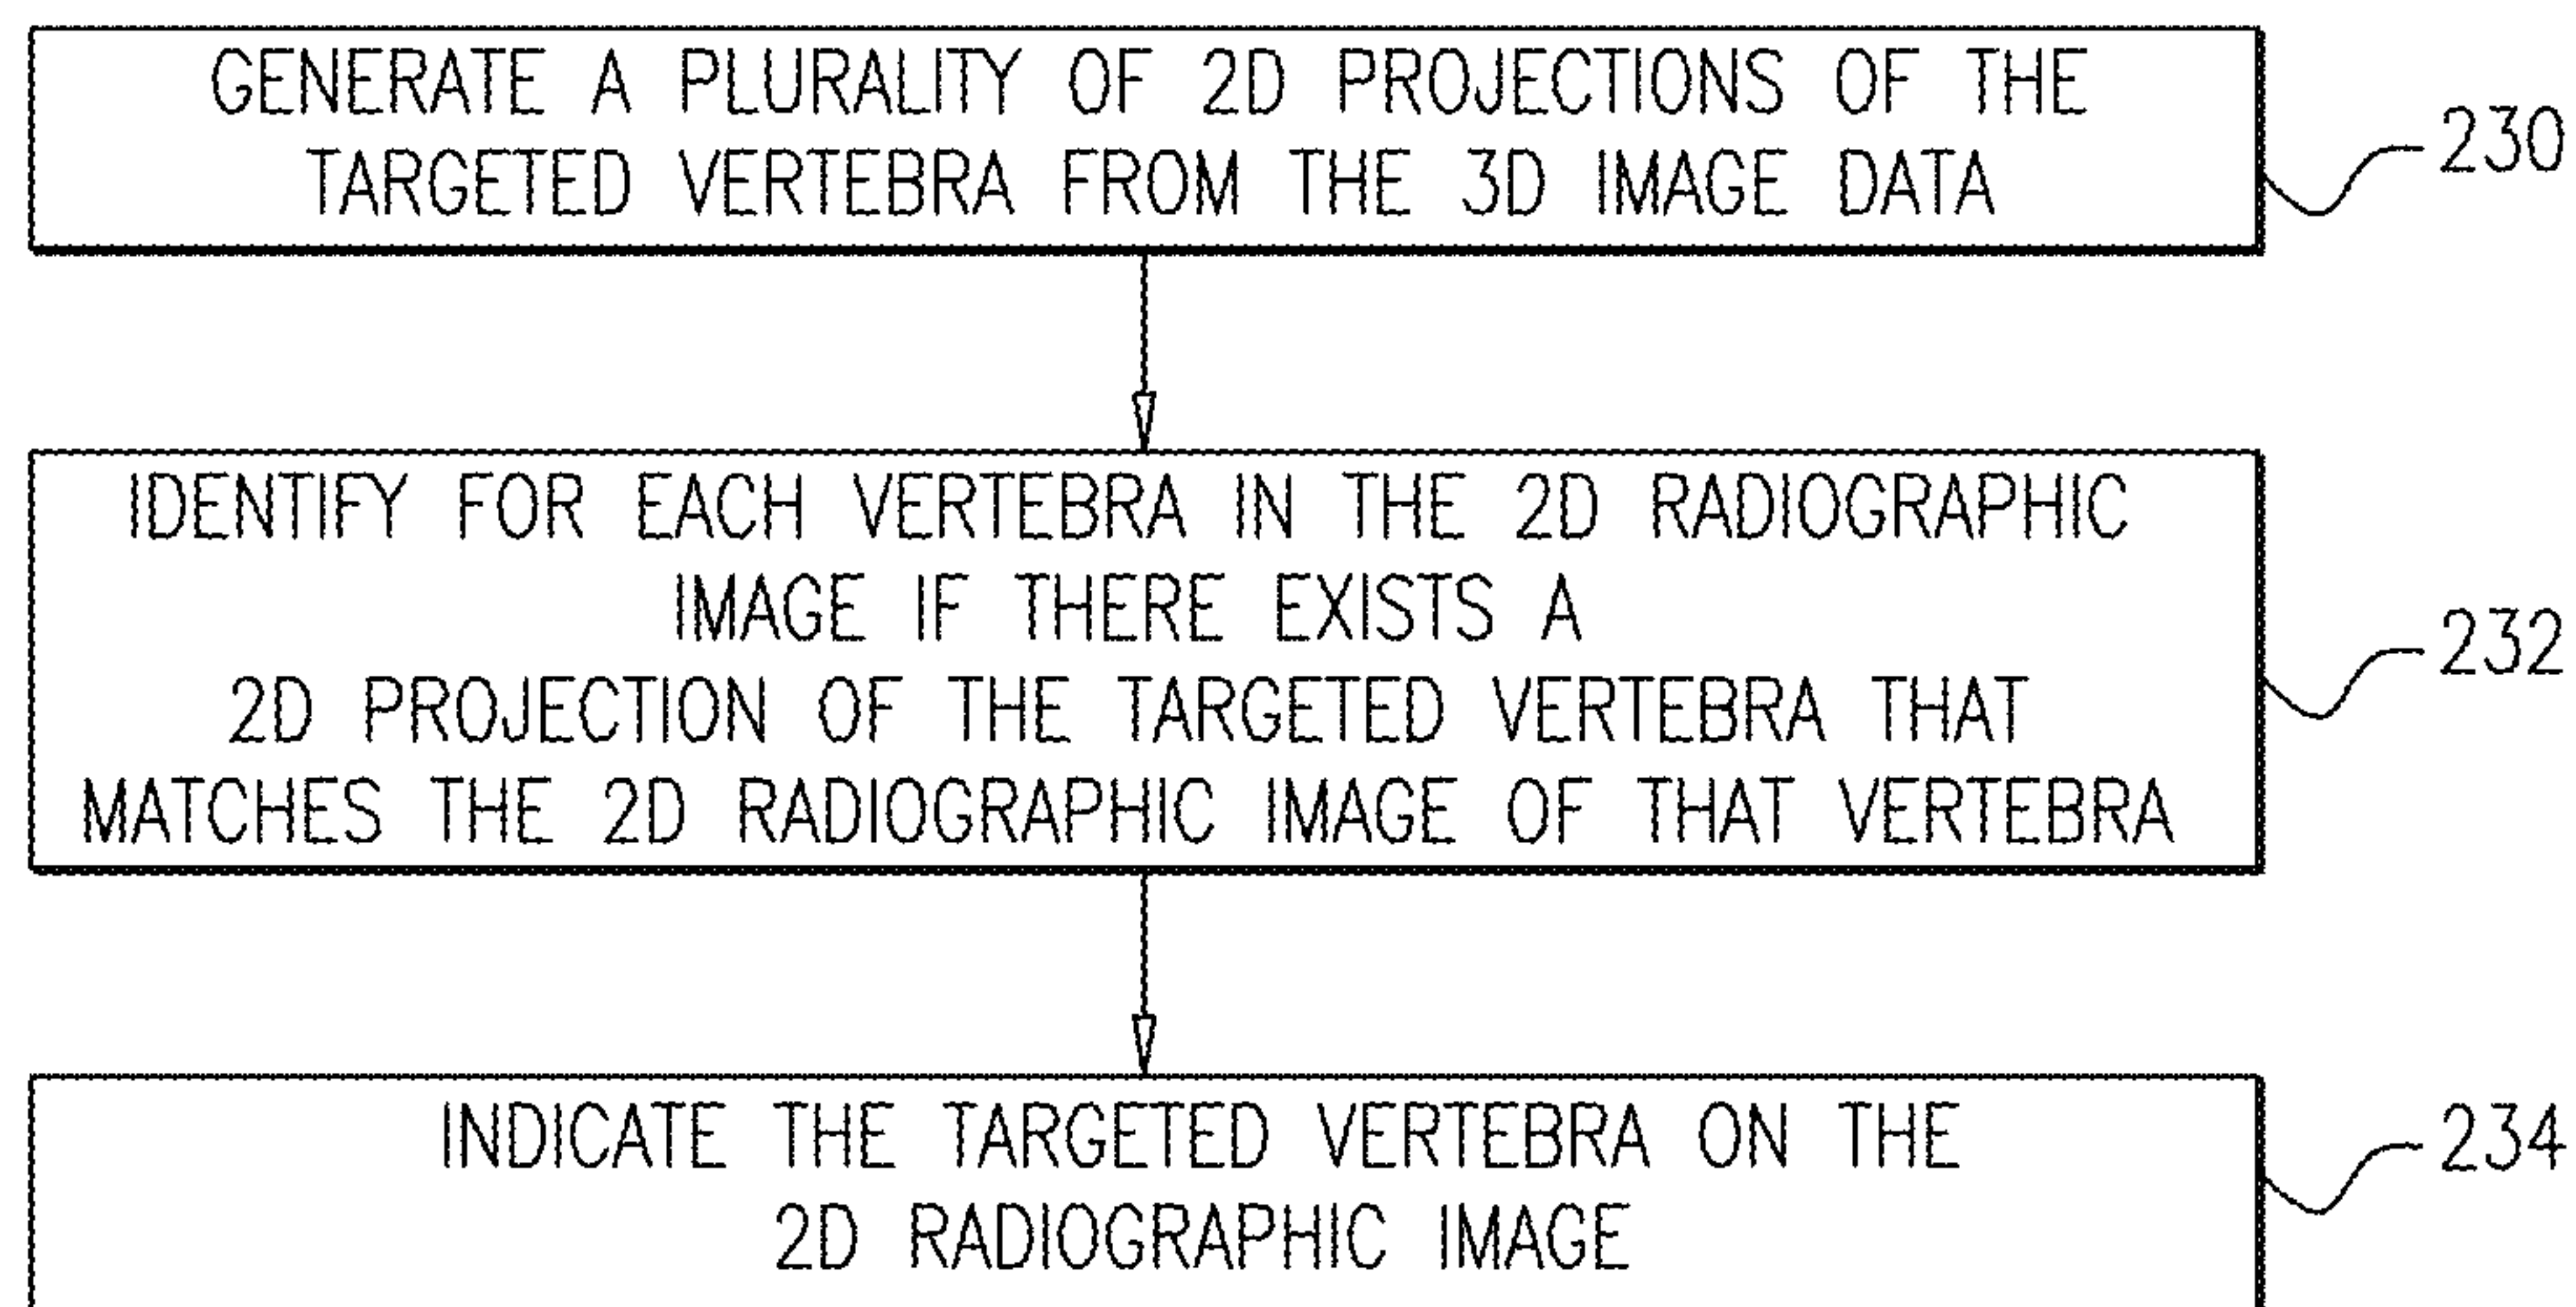 GENERATE A PLURALITY OF 2D PROJECTIONS OF THE
TARGETED VERTEBRA FROM THE 3D IMAGE DATA
230
IDENTIFY FOR EACH VERTEBRA IN THE 2D RADIOGRAPHIC
IMAGE IF THERE EXISTS A
2D PROJECTION OF THE TARGETED VERTEBRA THAT
MATCHES THE 2D RADIOGRAPHIC IMAGE OF THAT VERTEBRA
232
INDICATE THE TARGETED VERTEBRA ON THE
2D RADIOGRAPHIC IMAGE
234